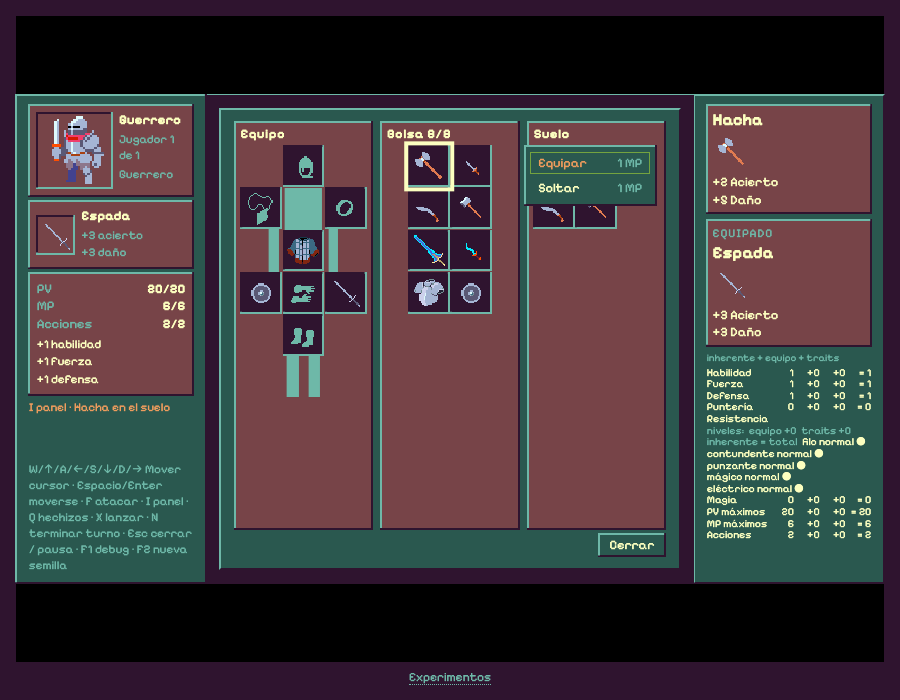 Guerrero
Jugador 1
de 1
Guerrero
Espada
+3 acierto
+3 daño
PV 20/20
MP 6/6
Acciones 2/2
+1 habilidad
+1 fuerza
+1 defensa
I panel · Hacha en el suelo
W/↑/A/←/S/↓/D/→ Mover
cursor · Espacio/Enter
moverse · F atacar · I panel ·
Q hechizos · X lanzar · N
terminar turno · Esc cerrar
/ pausa · F1 debug · F2 nueva
semilla
Equipo
Bolsa 8/8
Suelo
Equipar 1 MP
Soltar 1 MP
Cerrar
Hacha
+2 Acierto
+5 Daño
EQUIPADO
Espada
+3 Acierto
+3 Daño
inherente + equipo + traits
Habilidad 1 +0 +0 = 1
Fuerza 1 +0 +0 = 1
Defensa 1 +0 +0 = 1
Puntería 0 +0 +0 = 0
Resistencia
niveles: equipo +0 traits +0
inherente = total filo normal
contundente normal
punzante normal
mágico normal
eléctrico normal
Magia 0 +0 +0 = 0
PV máximos 20 +0 +0 = 20
MP máximos 6 +0 +0 = 6
Acciones 2 +0 +0 = 2
Experimentos